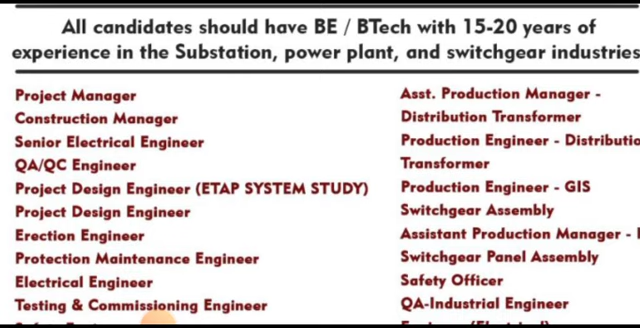 All candidates should have BE / BTech with 15-20 years of
experience in the Substation, power plant, and switchgear industries
Project Manager
Construction Manager
Senior Electrical Engineer
QA/QC Engineer
Project Design Engineer (ETAP SYSTEM STUDY)
Project Design Engineer
Erection Engineer
Protection Maintenance Engineer
Electrical Engineer
Testing & Commissioning Engineer
Asst. Production Manager -
Distribution Transformer
Production Engineer - Distributio
Transformer
Production Engineer - GIS
Switchgear Assembly
Assistant Production Manager -
Switchgear Panel Assembly
Safety Officer
QA-Industrial Engineer